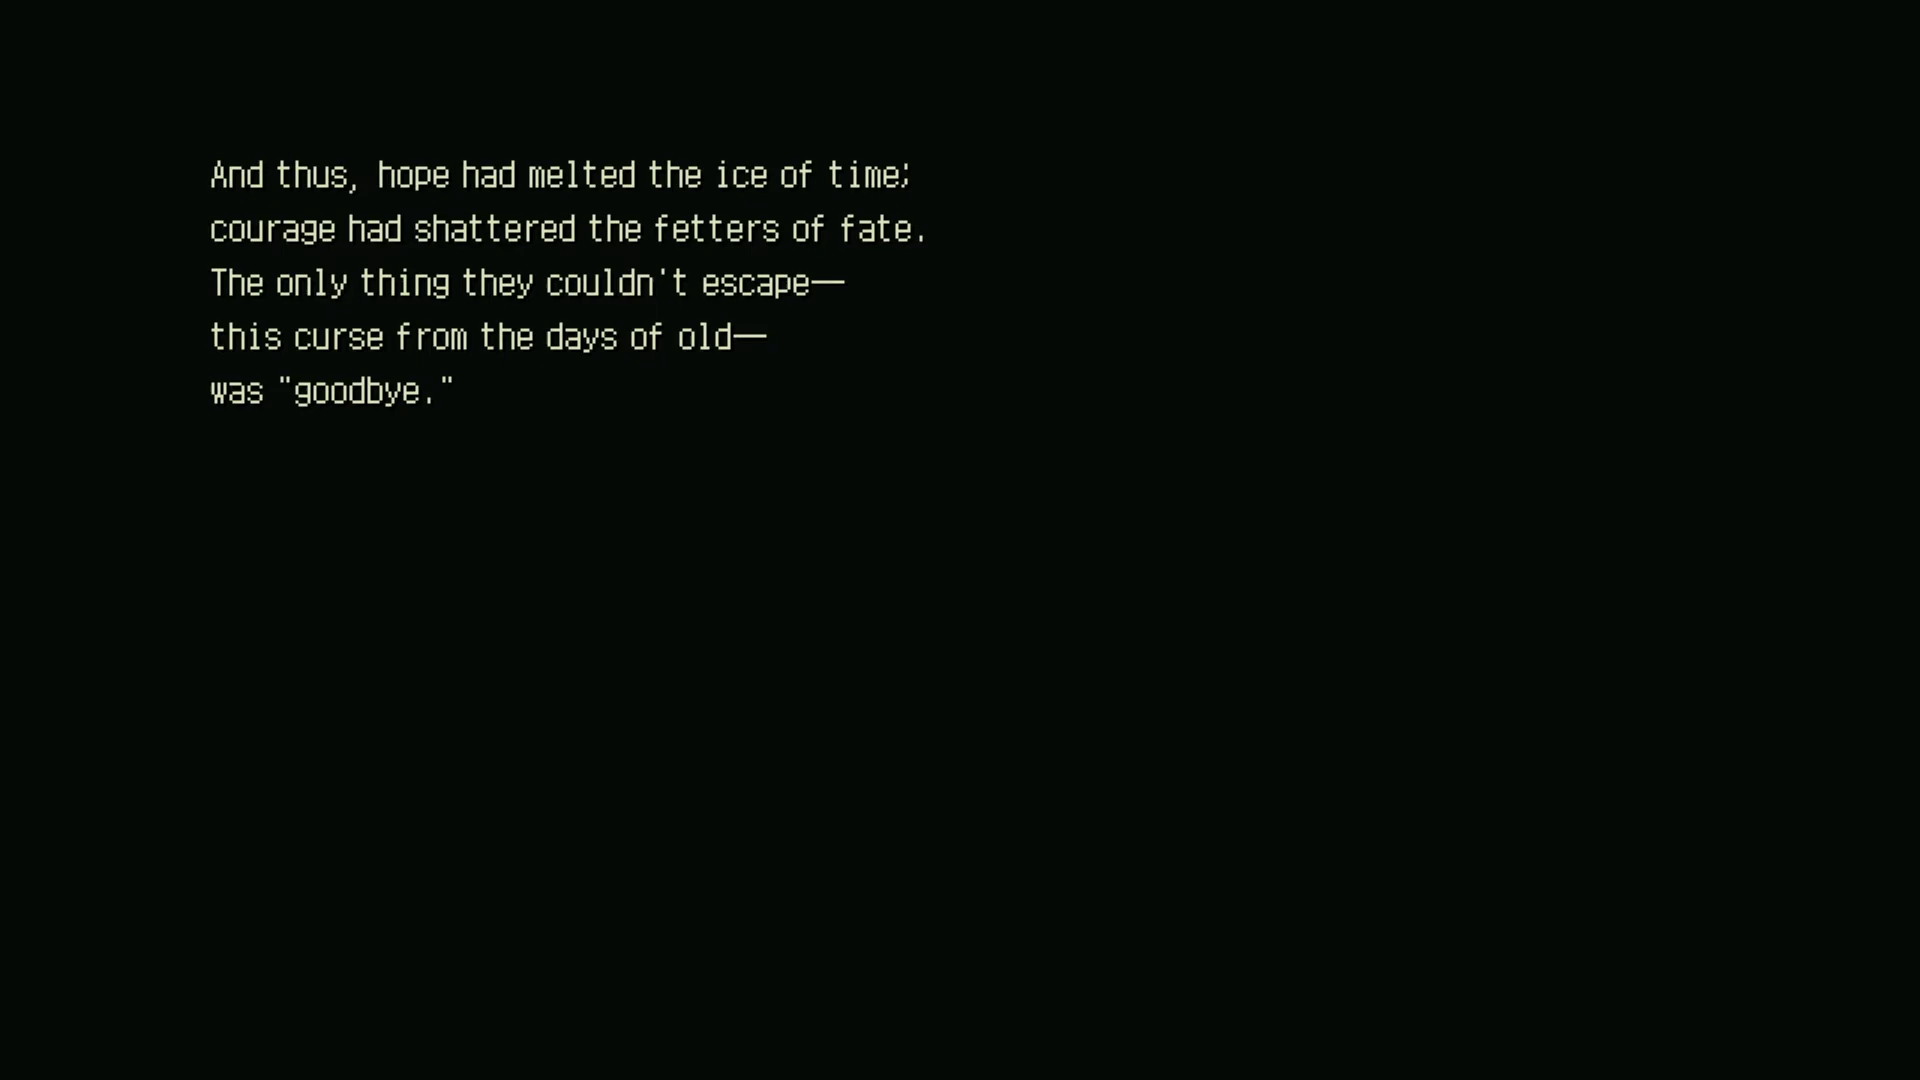 And thus, hope had melted the ice of time;
courage had shattered the fetters of fate.
The only thing they couldn't escape—
this curse from the days of old—
was "goodbye."